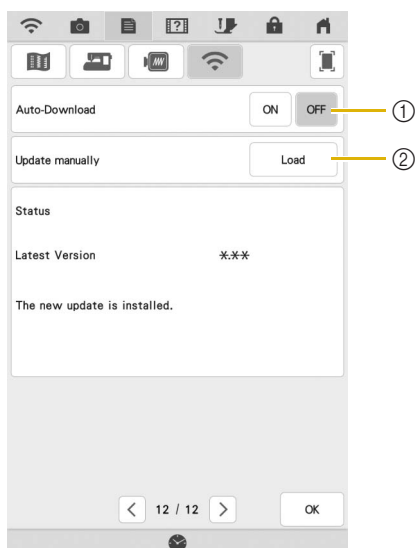 Auto-Download ON OFF ①
Update manually Load ②
Status
Latest Version *.**
The new update is installed.
< 12 / 12 > OK